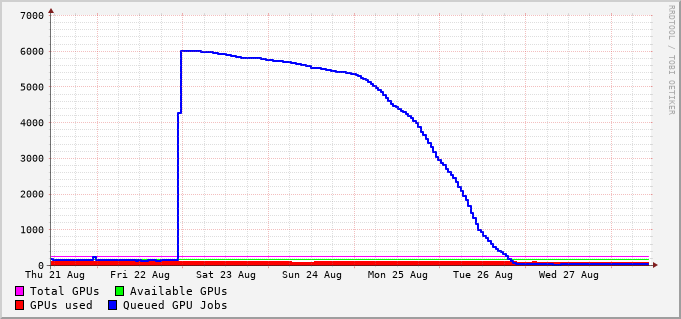 7000
6000
5000
4000
3000
2000
1000
0
Thu 21 Aug Fri 22 Aug Sat 23 Aug Sun 24 Aug Mon 25 Aug Tue 26 Aug Wed 27 Aug
Total GPUs Available GPUs
GPUs used Queued GPU Jobs
RRDTOOL / TOBI OETIKER